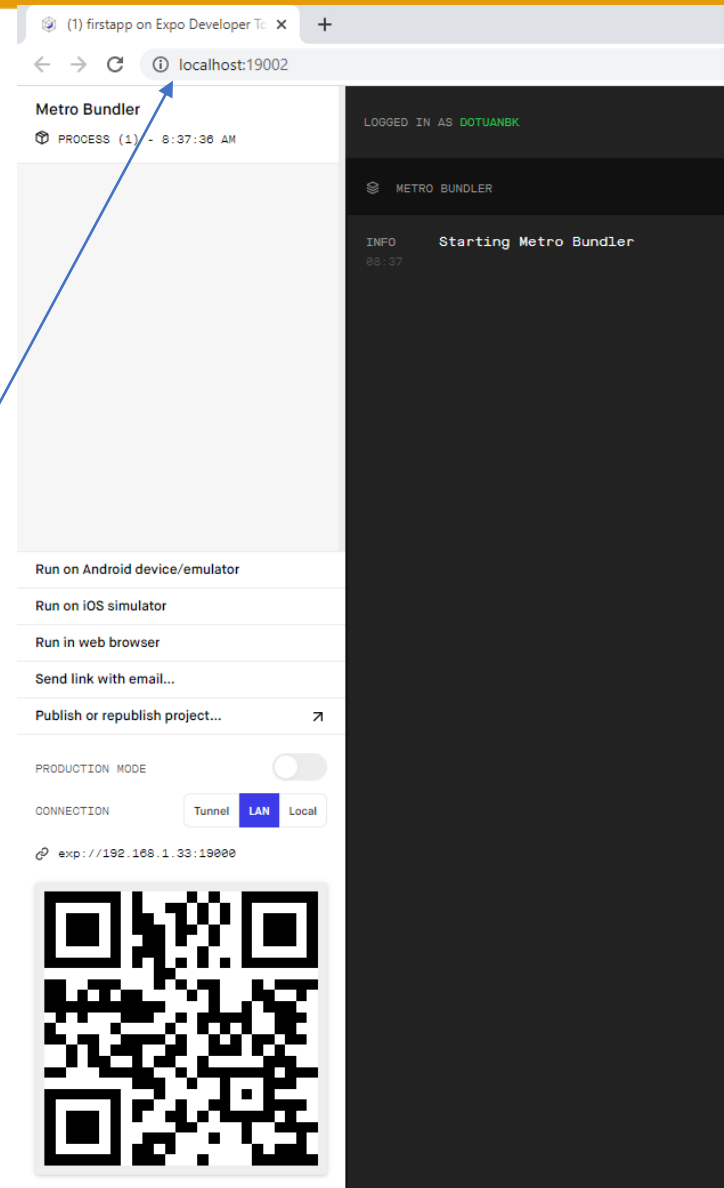 (1) firstapp on Expo Developer To
localhost:19002
Metro Bundler
PROCESS (1) - 8:37:36 AM
LOGGED IN AS DOTUANBK
METRO BUNDLER
INFO Starting Metro Bundler
08:37
Run on Android device/emulator
Run on iOS simulator
Run in web browser
Send link with email...
Publish or republish project...
PRODUCTION MODE
CONNECTION Tunnel LAN Local
exp://192.168.1.33:19000